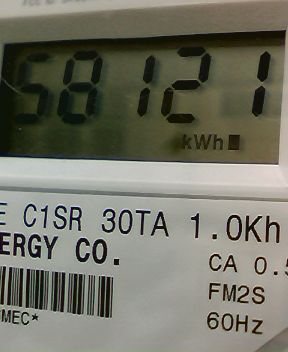 58121
kWh
E C1SR 30TA 1.0Kh
ERGY CO.
CA 0.5
FM2S
MEC*
60Hz